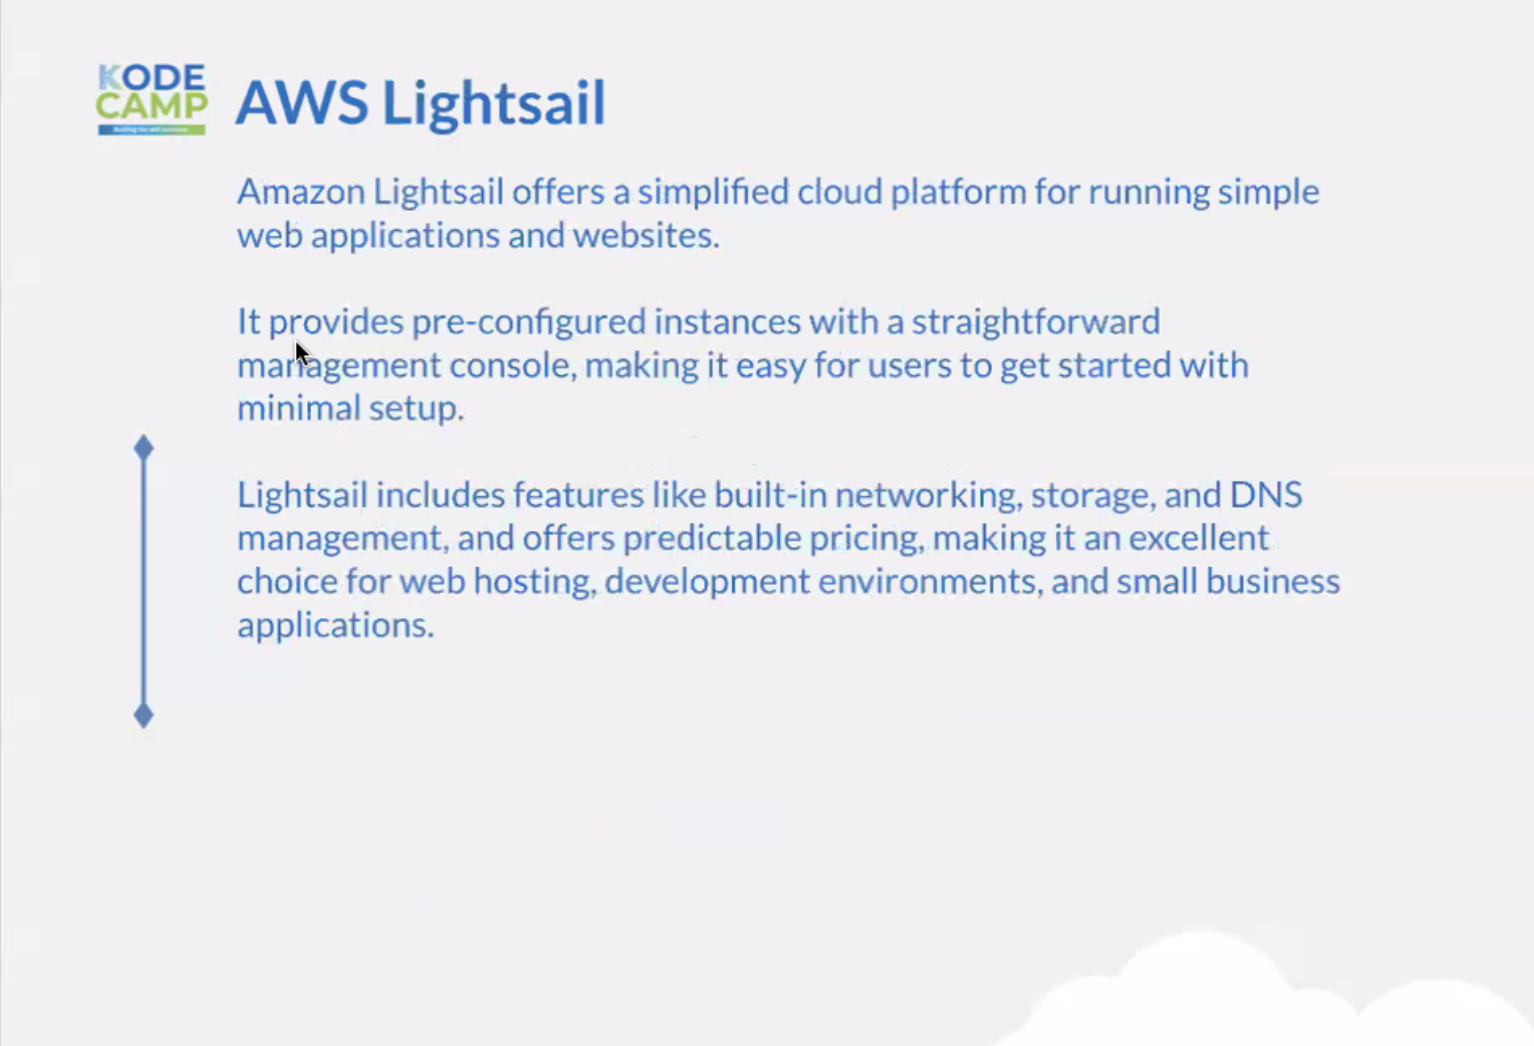 KODE
CAMP
AWS Lightsail
Amazon Lightsail offers a simplified cloud platform for running simple
web applications and websites.
It provides pre-configured instances with a straightforward
management console, making it easy for users to get started with
minimal setup.
Lightsail includes features like built-in networking, storage, and DNS
management, and offers predictable pricing, making it an excellent
choice for web hosting, development environments, and small business
applications.